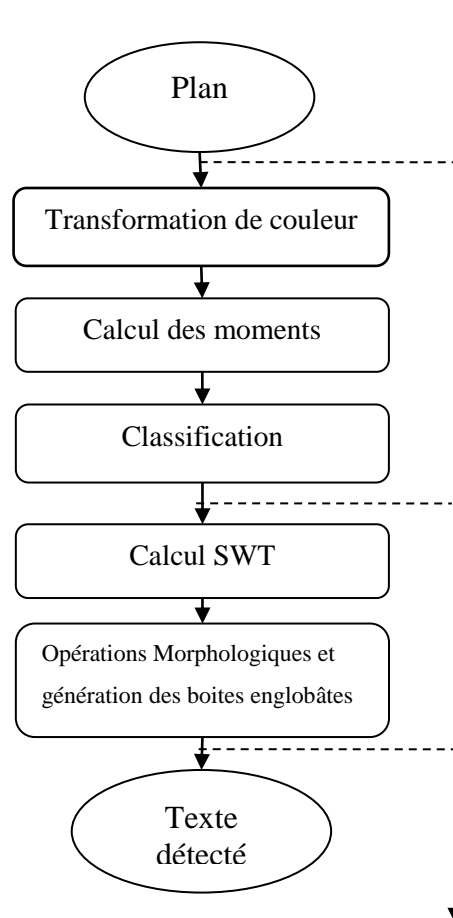 Plan
Transformation de couleur
Calcul des moments
Classification
Calcul SWT
Opérations Morphologiques et
génération des boites englobâtes
Texte
détecté